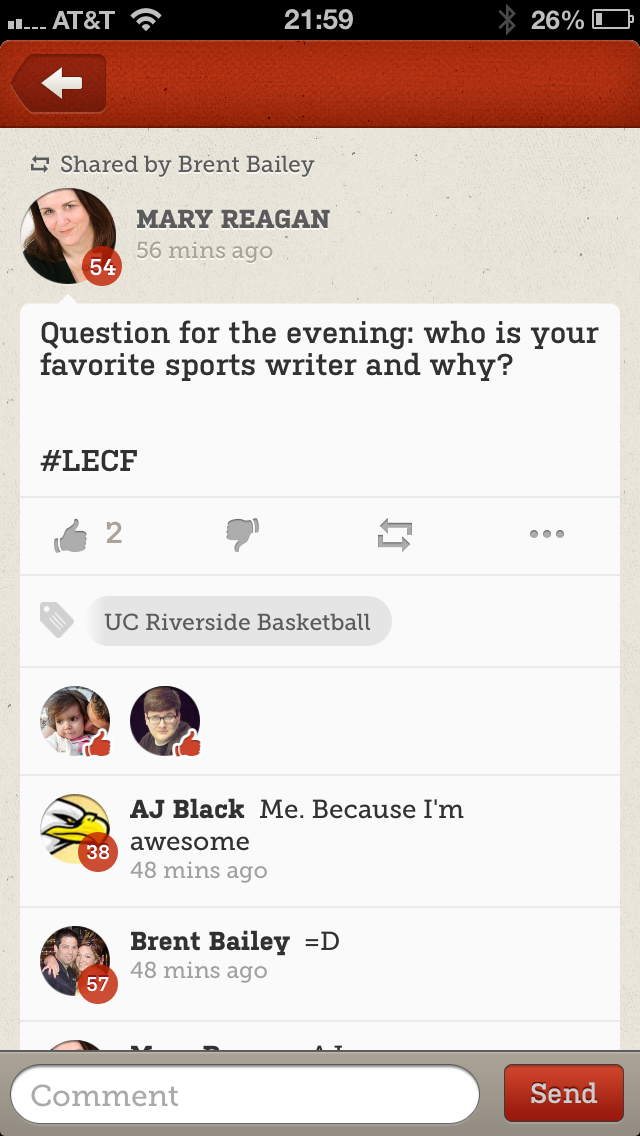 AT&T 21:59 26%
Shared by Brent Bailey
MARY REAGAN
56 mins ago
54
Question for the evening: who is your
favorite sports writer and why?
#LECF
2
UC Riverside Basketball
AJ Black Me. Because I'm
awesome
38
48 mins ago
Brent Bailey =D
48 mins ago
57
Comment Send